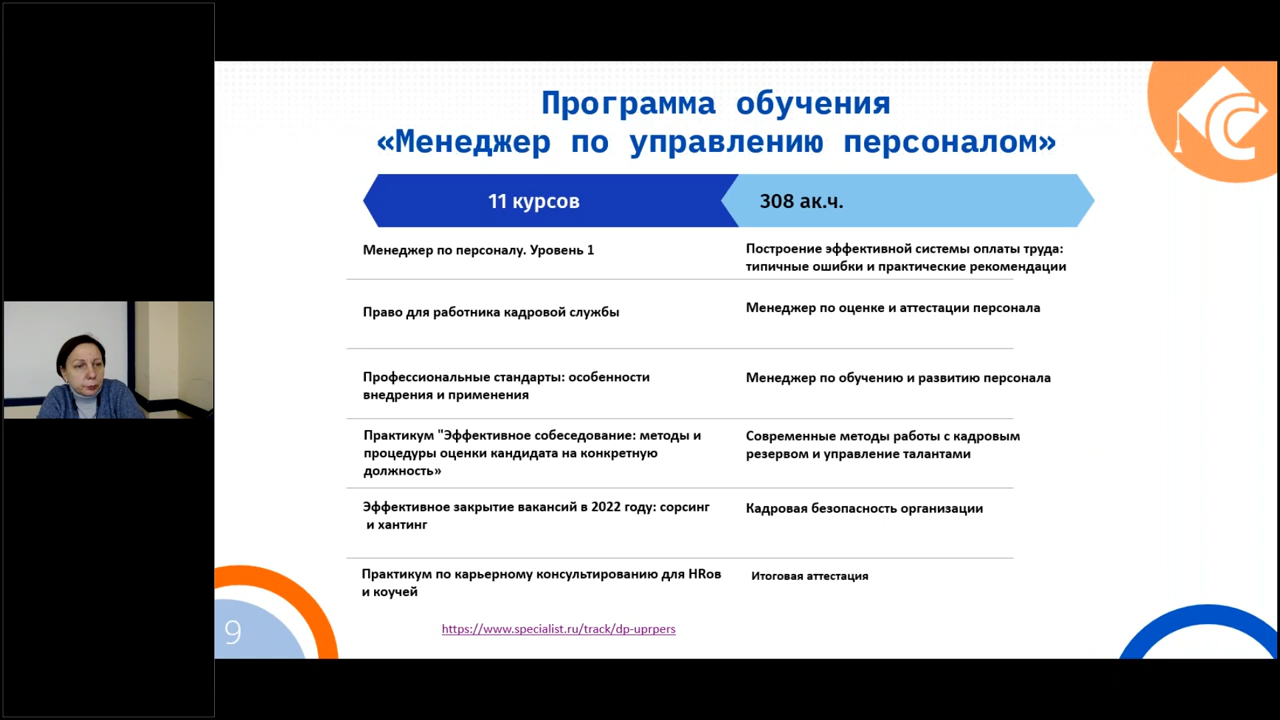 Программа обучения
«Менеджер по управлению персоналом»
11 курсов
308 ак.ч.
Менеджер по персоналу. Уровень 1
Построение эффективной системы оплаты труда:
типичные ошибки и практические рекомендации
Право для работника кадровой службы
Менеджер по оценке и аттестации персонала
Профессиональные стандарты: особенности
внедрения и применения
Менеджер по обучению и развитию персонала
Практикум "Эффективное собеседование: методы и
процедуры оценки кандидата на конкретную
должность»
Современные методы работы с кадровым
резервом и управление талантами
Эффективное закрытие вакансий в 2022 году: сорсинг
и хантинг
Кадровая безопасность организации
Практикум по карьерному консультированию для HRов
и коучей
Итоговая аттестация
https://www.specialist.ru/track/dp-uprpers
9